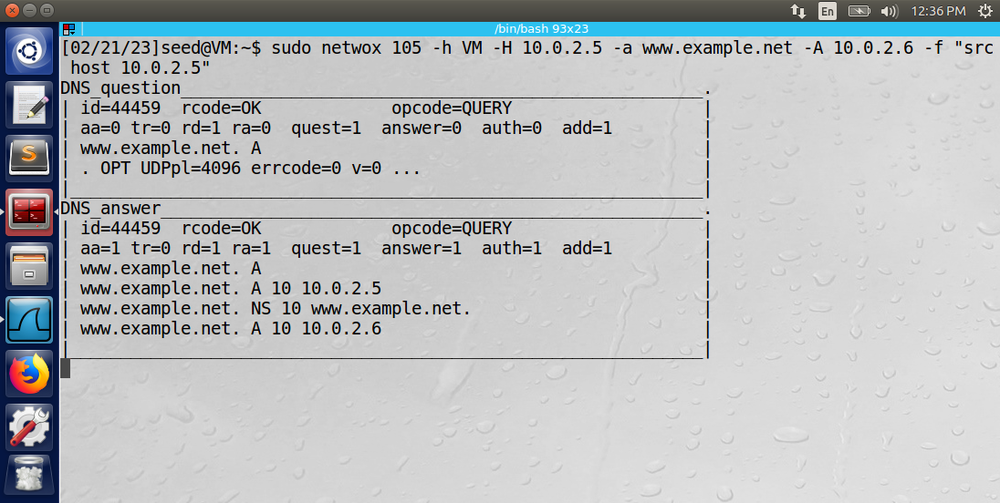 En 12:36 PM
/bin/bash 93x23
[02/21/23]seed@VM:~$ sudo netwox 105 -h VM -H 10.0.2.5 -a www.example.net -A 10.0.2.6 -f "src
 host 10.0.2.5"
DNS_question____________________________________________________.
| id=44459  rcode=OK             opcode=QUERY                   |
| aa=0 tr=0 rd=1 ra=0  quest=1  answer=0  auth=0  add=1         |
| www.example.net. A                                            |
| . OPT UDPpl=4096 errcode=0 v=0 ...                            |
|_______________________________________________________________|
DNS_answer______________________________________________________.
| id=44459  rcode=OK             opcode=QUERY                   |
| aa=1 tr=0 rd=1 ra=1  quest=1  answer=1  auth=1  add=1         |
| www.example.net. A                                            |
| www.example.net. A 10 10.0.2.5                                |
| www.example.net. NS 10 www.example.net.                       |
| www.example.net. A 10 10.0.2.6                                |
|_______________________________________________________________|